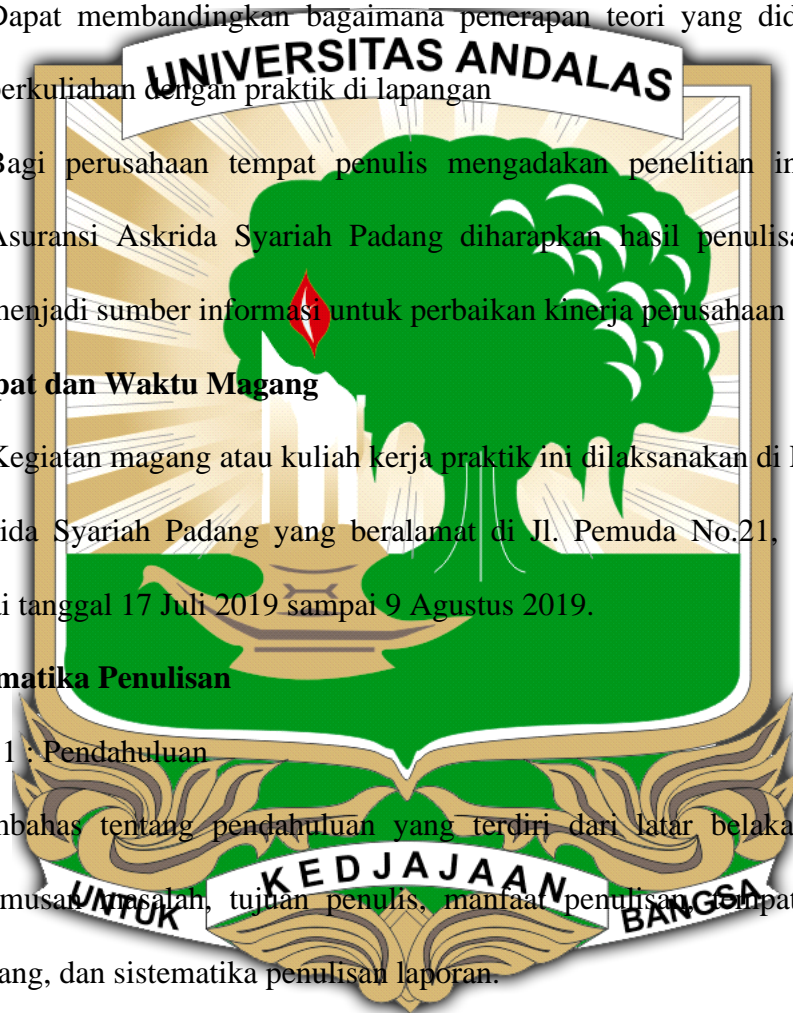 Dapat membandingkan bagaimana penerapan teori yang did
UNIVERSITAS ANDALAS
perkuliahan dengan praktik di lapangan
Bagi perusahaan tempat penulis mengadakan penelitian in
Asuransi Askrida Syariah Padang diharapkan hasil penulisa
menjadi sumber informasi untuk perbaikan kinerja perusahaan
pat dan Waktu Magang
Kegiatan magang atau kuliah kerja praktik ini dilaksanakan di
ida Syariah Padang yang beralamat di Jl. Pemuda No.21,
i tanggal 17 Juli 2019 sampai 9 Agustus 2019.
matika Penulisan
1 : Pendahuluan
mbahas tentang pendahuluan yang terdiri dari latar belaka
umusan masalah, tujuan penulis, manfaat penulisan, tempat
UNTUK KEDJAJAAN BANGSA
ang, dan sistematika penulisan laporan.